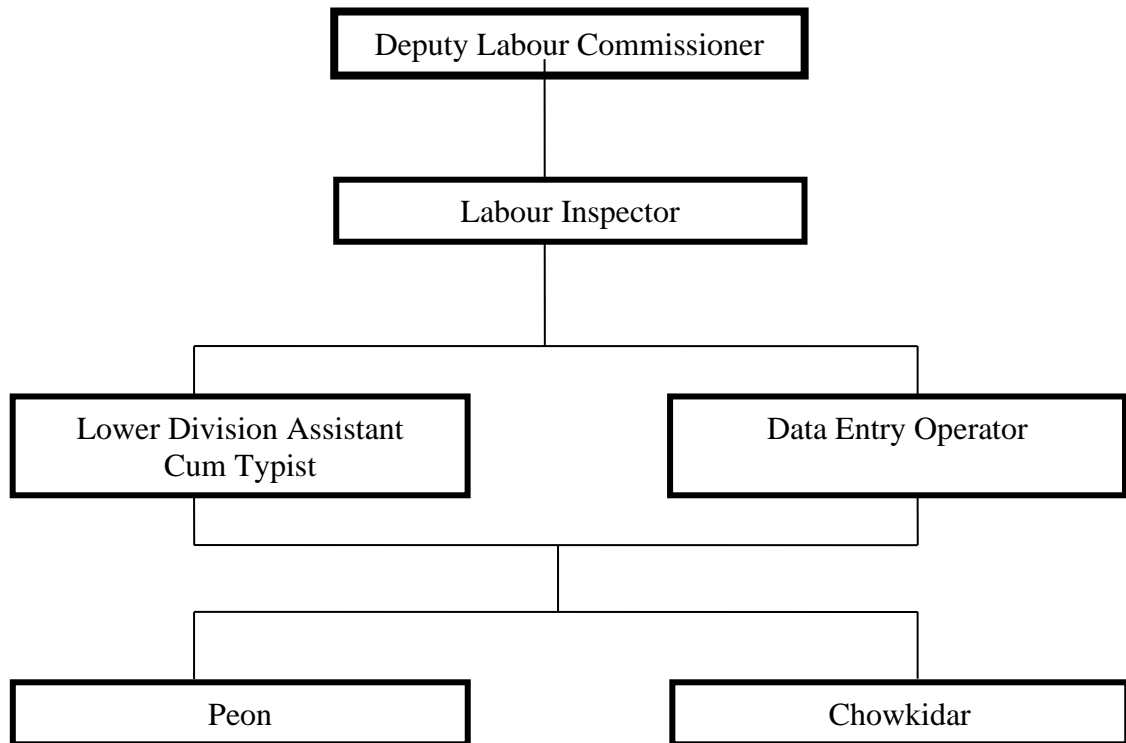 Deputy Labour Commissioner
Labour Inspector
Lower Division Assistant
Cum Typist
Data Entry Operator
Peon
Chowkidar